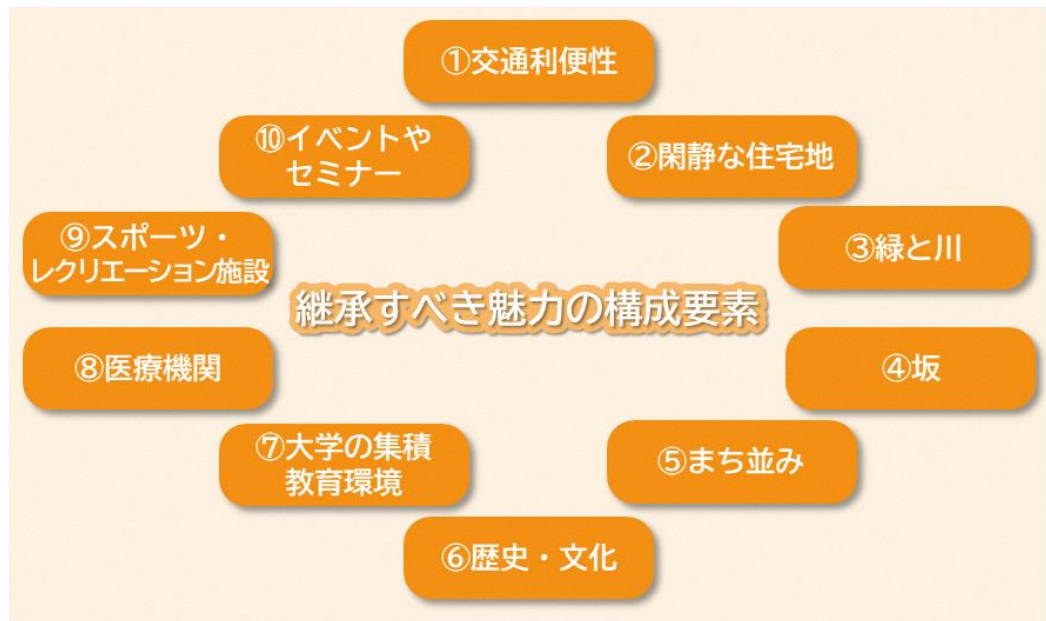 ①交通利便性
②閑静な住宅地
③緑と川
④坂
⑤まち並み
⑥歴史・文化
⑦大学の集積
教育環境
⑧医療機関
⑨スポーツ・
レクリエーション施設
⑩イベントや
セミナー
継承すべき魅力の構成要素